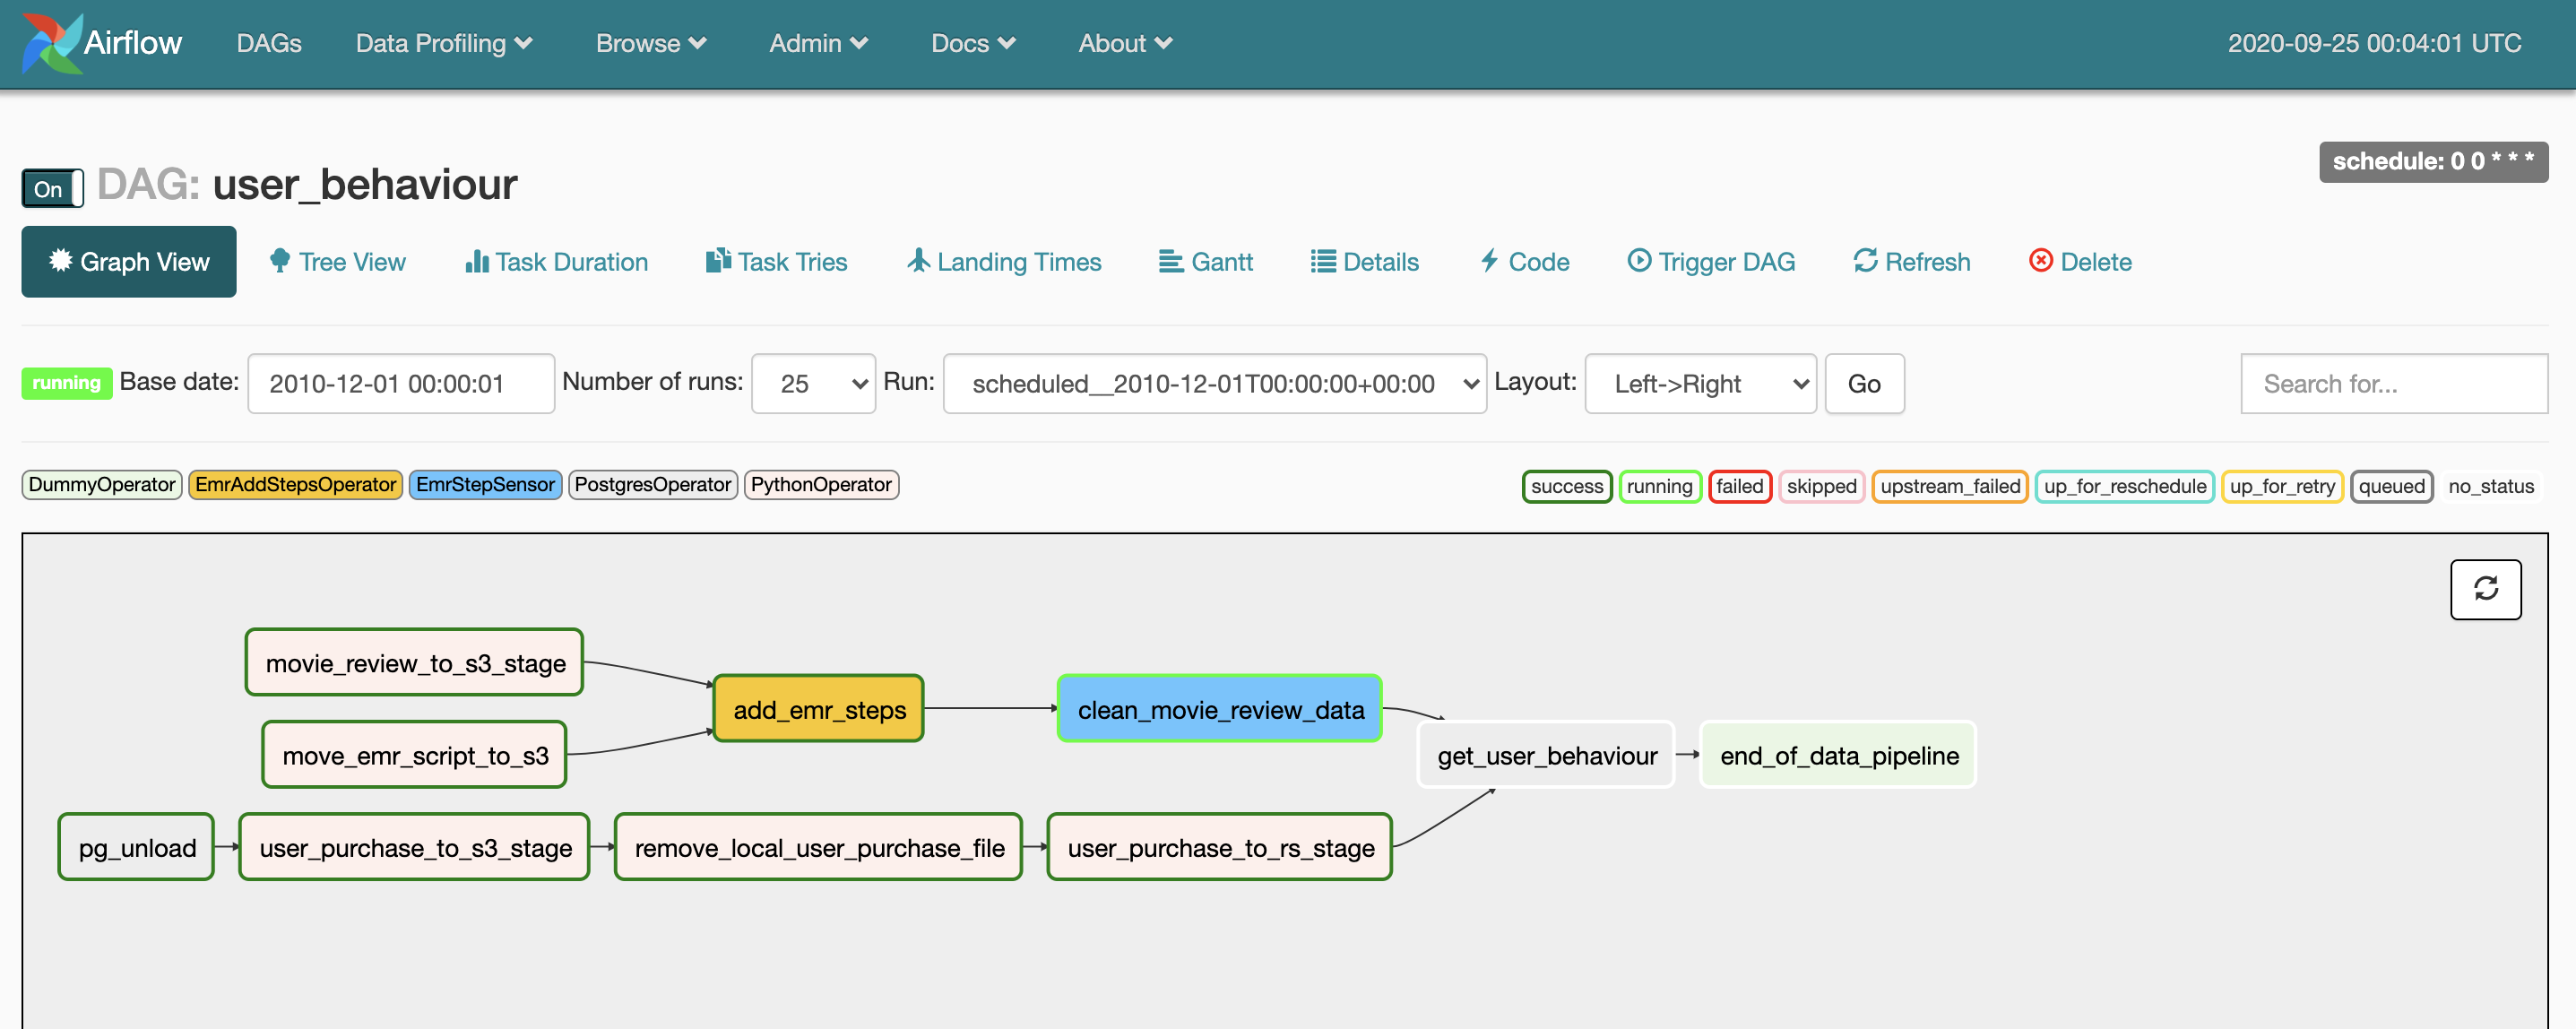 Airflow DAGs Data Profiling Browse Admin Docs About 2020-09-25 00:04:01 UTC
schedule: 0 0 * * *
On DAG: user_behaviour
Graph View Tree View Task Duration Task Tries Landing Times Gantt Details Code Trigger DAG Refresh Delete
running Base date: 2010-12-01 00:00:01 Number of runs: 25 Run: scheduled__2010-12-01T00:00:00+00:00 Layout: Left->Right Go Search for...
DummyOperator EmrAddStepsOperator EmrStepSensor PostgresOperator PythonOperator success running failed skipped upstream_failed up_for_reschedule up_for_retry queued no_status
movie_review_to_s3_stage
add_emr_steps clean_movie_review_data
move_emr_script_to_s3 get_user_behaviour end_of_data_pipeline
pg_unload user_purchase_to_s3_stage remove_local_user_purchase_file user_purchase_to_rs_stage